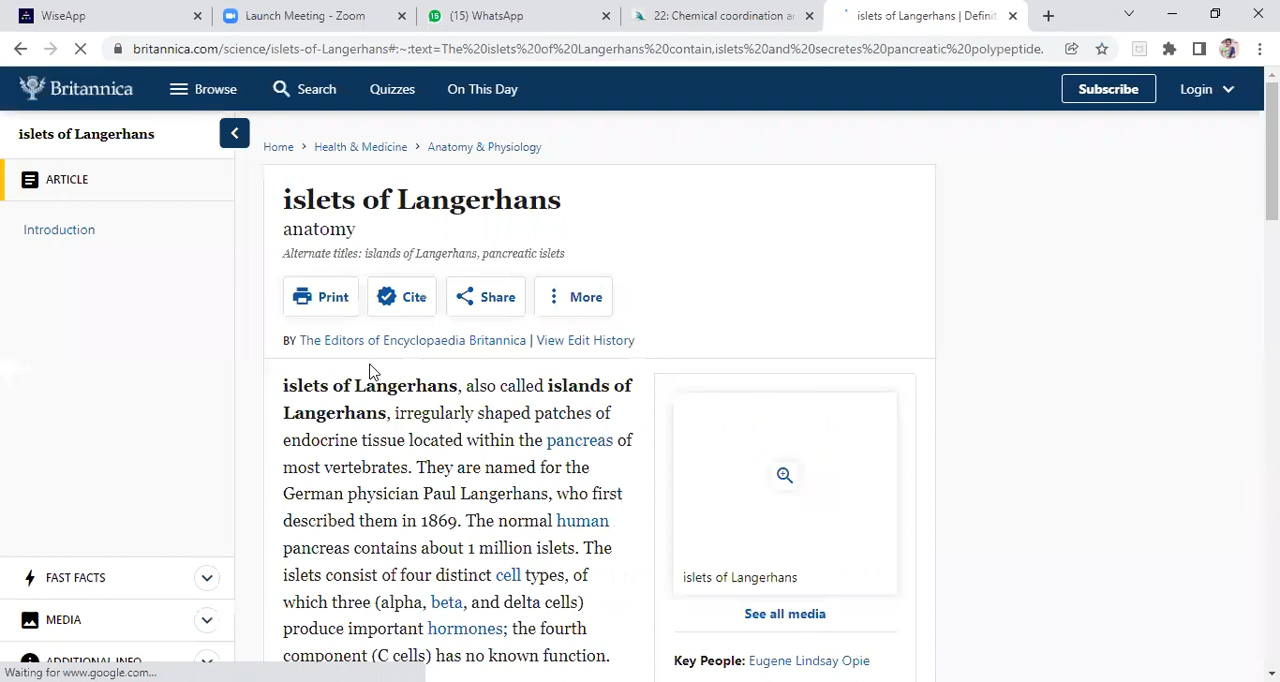 WiseApp
Launch Meeting - Zoom
(15) WhatsApp
22: Chemical coordination an
islets of Langerhans | Definit
britannica.com/science/islets-of-Langerhans#:~:text=The%20islets%20of%20Langerhans%20contain,islets%20and%20secretes%20pancreatic%20polypeptide.
Britannica
Browse
Search
Quizzes
On This Day
Subscribe
Login
islets of Langerhans
ARTICLE
Introduction
FAST FACTS
MEDIA
ADDITIONAL INFO
Home > Health & Medicine > Anatomy & Physiology
islets of Langerhans
anatomy
Alternate titles: islands of Langerhans, pancreatic islets
Print
Cite
Share
More
BY The Editors of Encyclopaedia Britannica | View Edit History
islets of Langerhans, also called islands of
Langerhans, irregularly shaped patches of
endocrine tissue located within the pancreas of
most vertebrates. They are named for the
German physician Paul Langerhans, who first
described them in 1869. The normal human
pancreas contains about 1 million islets. The
islets consist of four distinct cell types, of
which three (alpha, beta, and delta cells)
produce important hormones; the fourth
component (C cells) has no known function.
islets of Langerhans
See all media
Key People: Eugene Lindsay Opie
Waiting for www.google.com...